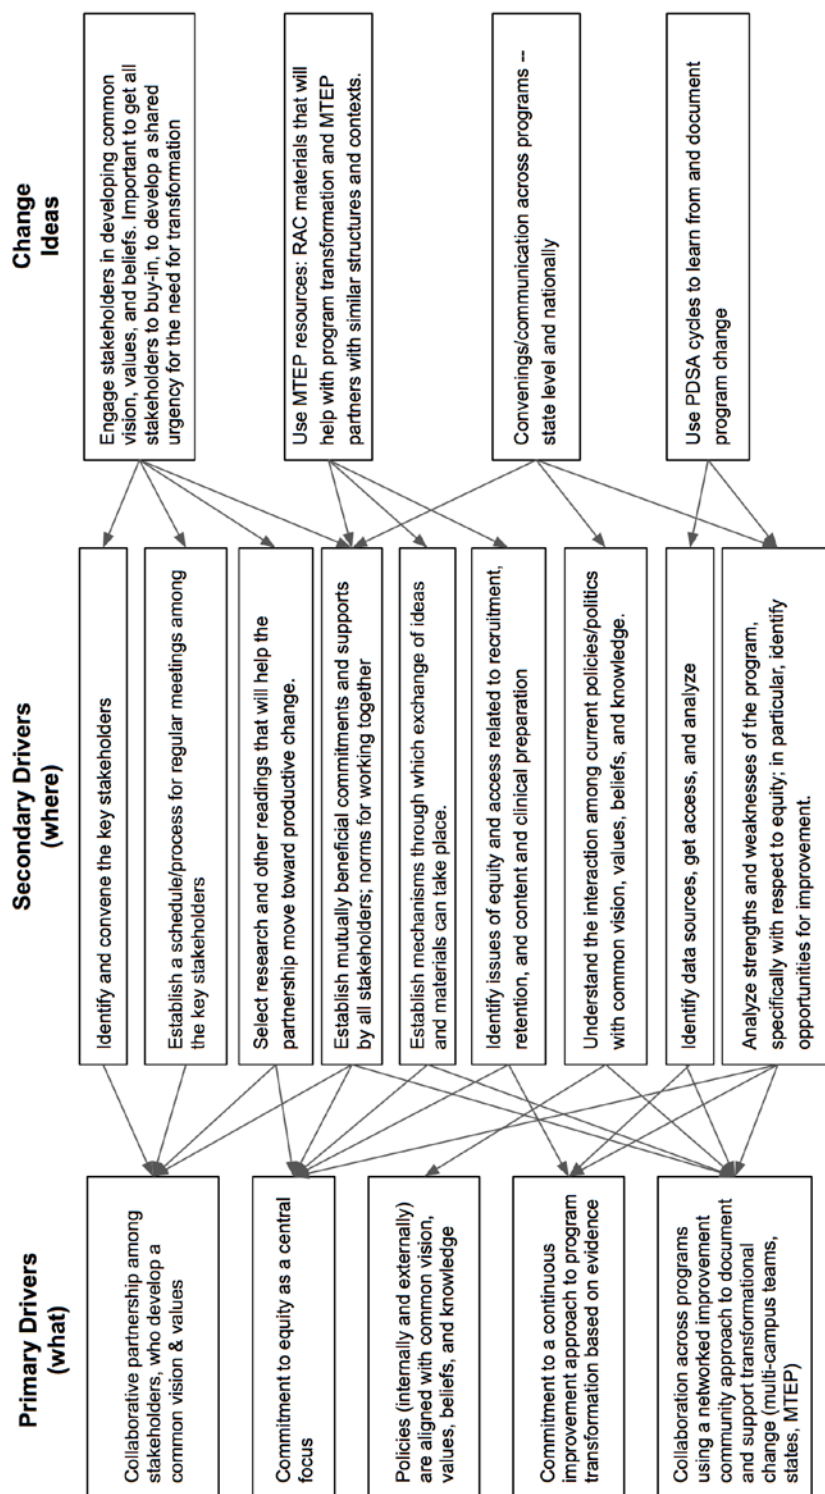 Primary Drivers
(what)
Collaborative partnership among
stakeholders, who develop a
common vision & values
Commitment to equity as a central
focus
Policies (internally and externally)
are aligned with common vision,
values, beliefs, and knowledge
Commitment to a continuous
improvement approach to program
transformation based on evidence
Collaboration across programs
using a networked improvement
community approach to document
and support transformational
change (multi-campus teams,
states, MTEP)
Secondary Drivers
(where)
Identify and convene the key stakeholders
Establish a schedule/process for regular meetings among
the key stakeholders
Select research and other readings that will help the
partnership move toward productive change.
Establish mutually beneficial commitments and supports
by all stakeholders; norms for working together
Establish mechanisms through which exchange of ideas
and materials can take place.
Identify issues of equity and access related to recruitment,
retention, and content and clinical preparation
Understand the interaction among current policies/politics
with common vision, values, beliefs, and knowledge.
Identify data sources, get access, and analyze
Analyze strengths and weaknesses of the program,
specifically with respect to equity; in particular, identify
opportunities for improvement.
Change
Ideas
Engage stakeholders in developing common
vision, values, and beliefs. Important to get all
stakeholders to buy-in, to develop a shared
urgency for the need for transformation
Use MTEP resources: RAC materials that will
help with program transformation and MTEP
partners with similar structures and contexts.
Convenings/communication across programs --
state level and nationally
Use PDSA cycles to learn from and document
program change